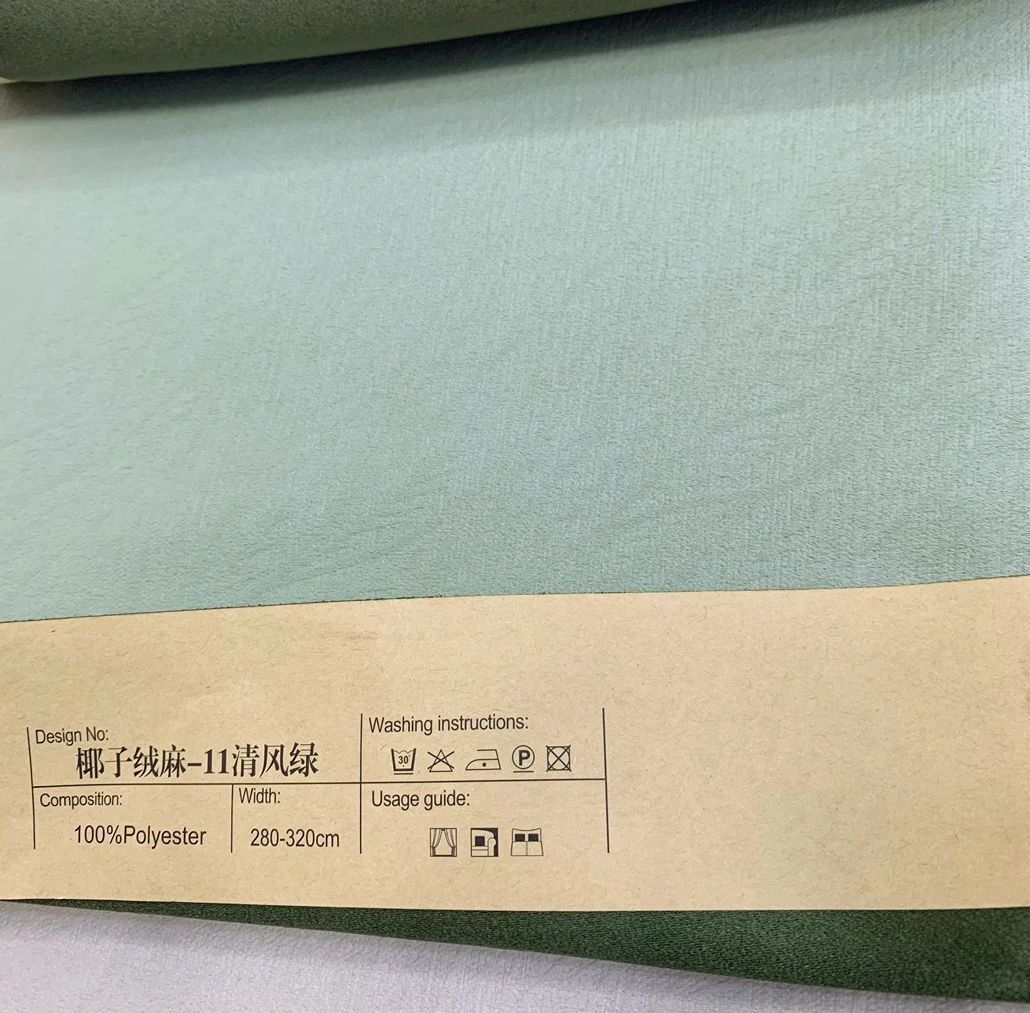 Design No:
椰子绒麻-11清风绿
Composition:
100%Polyester
Width:
280-320cm
Washing instructions:
30°
P
Usage guide: